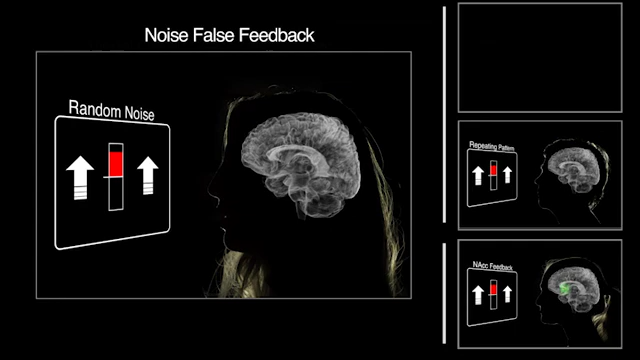 Noise False Feedback
Random Noise
Repeating Pattern
NAcc Feedback